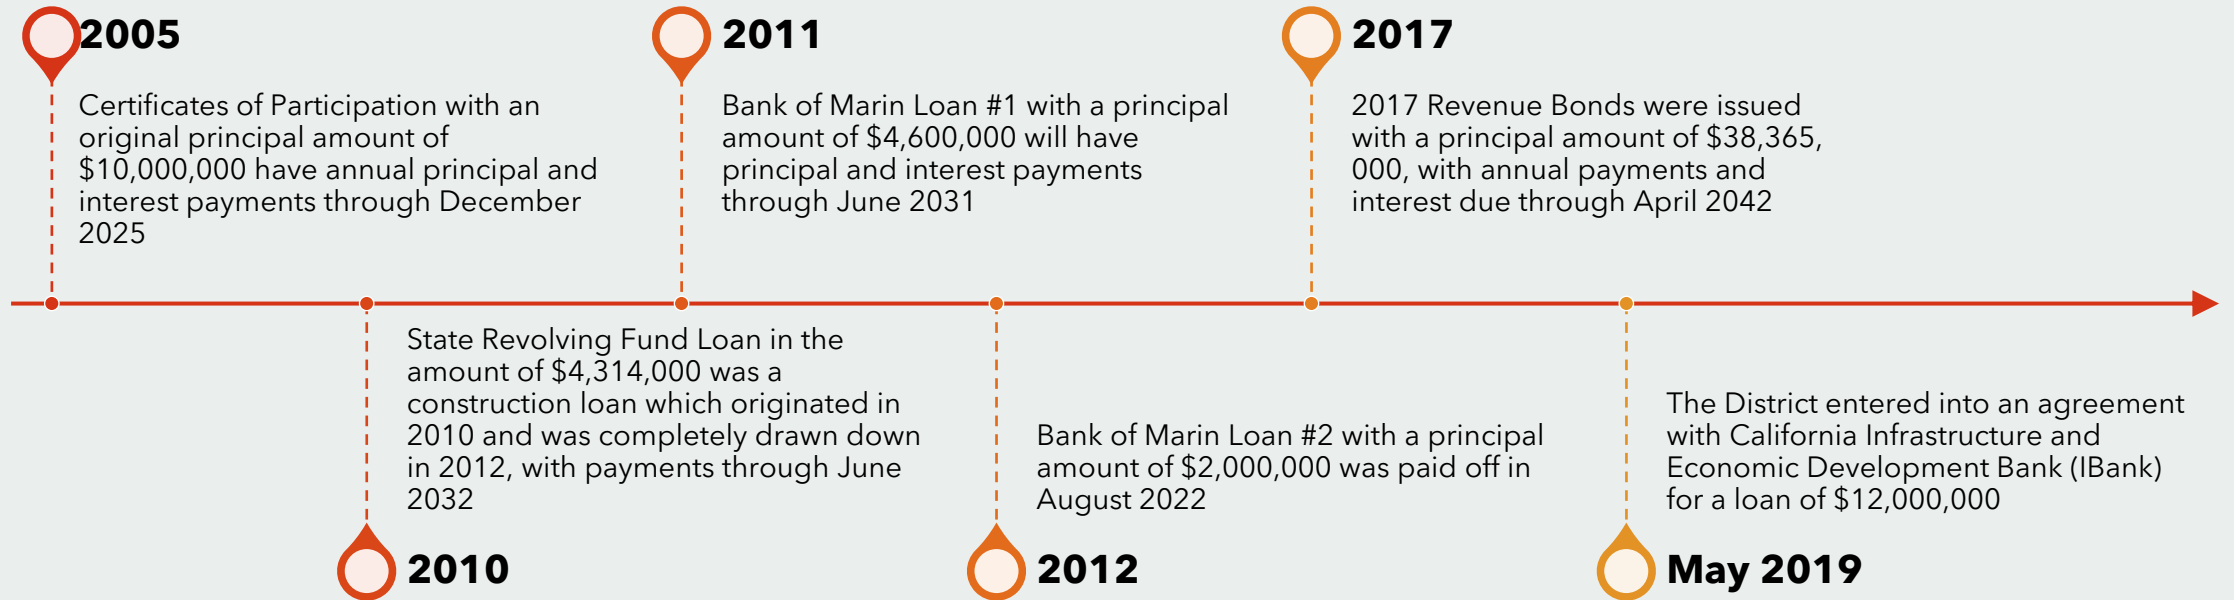 2005
Certificates of Participation with an
original principal amount of
$10,000,000 have annual principal and
interest payments through December
2025
2011
Bank of Marin Loan #1 with a principal
amount of $4,600,000 will have
principal and interest payments
through June 2031
2017
2017 Revenue Bonds were issued
with a principal amount of $38,365,
000, with annual payments and
interest due through April 2042
State Revolving Fund Loan in the
amount of $4,314,000 was a
construction loan which originated in
2010 and was completely drawn down
in 2012, with payments through June
2032
2010
Bank of Marin Loan #2 with a principal
amount of $2,000,000 was paid off in
August 2022
2012
The District entered into an agreement
with California Infrastructure and
Economic Development Bank (IBank)
for a loan of $12,000,000
May 2019